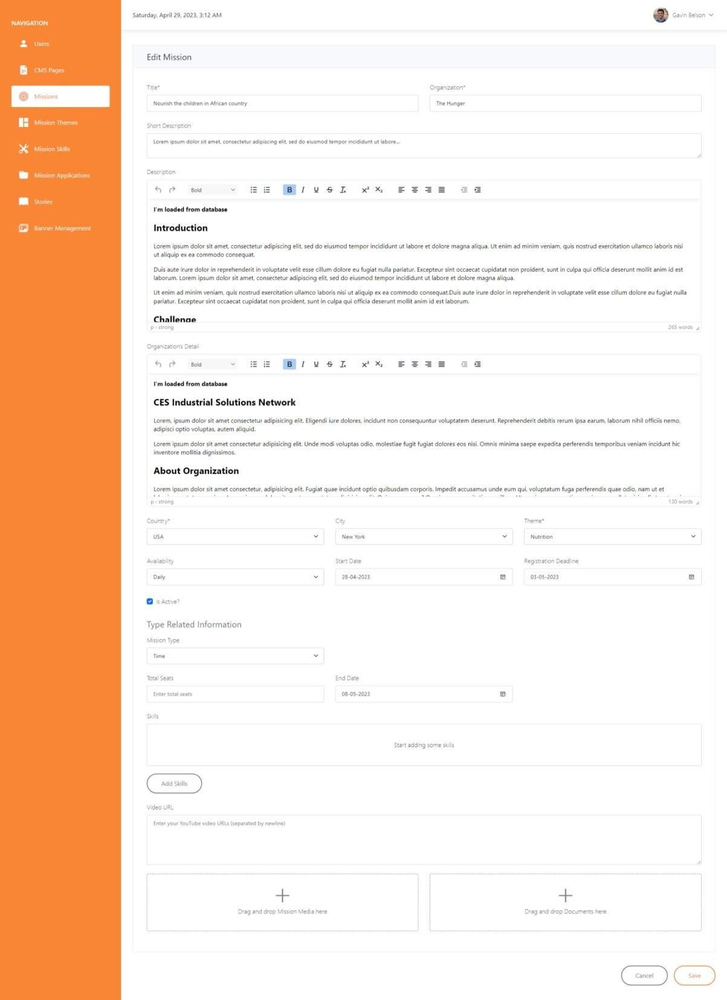 Saturday, April 29, 2023, 3:12 AM
Gavin Belson
NAVIGATION
Users
CMS Pages
Missions
Mission Themes
Mission Skills
Mission Applications
Stories
Banner Management
Edit Mission
Title*
Organization*
Nourish the children in African country
The Hunger
Short Description
Lorem ipsum dolor sit amet, consectetur adipiscing elit, sed do eiusmod tempor incididunt ut labore...
Description
Bold
B I U S Tx X² X₂
I'm loaded from database
Introduction
Lorem ipsum dolor sit amet, consectetur adipiscing elit, sed do eiusmod tempor incididunt ut labore et dolore magna aliqua. Ut enim ad minim veniam, quis nostrud exercitation ullamco laboris nisi
ut aliquip ex ea commodo consequat.
Duis aute irure dolor in reprehenderit in voluptate velit esse cillum dolore eu fugiat nulla pariatur. Excepteur sint occaecat cupidatat non proident, sunt in culpa qui officia deserunt mollit anim id est
laborum. Lorem ipsum dolor sit amet, consectetur adipiscing elit, sed do eiusmod tempor incididunt ut labore et dolore magna aliqua.
Ut enim ad minim veniam, quis nostrud exercitation ullamco laboris nisi ut aliquip ex ea commodo consequat.Duis aute irure dolor in reprehenderit in voluptate velit esse cillum dolore eu fugiat nulla
pariatur. Excepteur sint occaecat cupidatat non proident, sunt in culpa qui officia deserunt mollit anim id est laborum.
Challenge
p › strong
265 words
Organization's Detail
Bold
B I U S Tx X² X₂
I'm loaded from database
CES Industrial Solutions Network
Lorem, ipsum dolor sit amet consectetur adipisicing elit. Eligendi iure dolores, incidunt non consequuntur voluptatem deserunt. Reprehenderit debitis rerum ipsa earum, laborum nihil officiis nemo,
adipisci optio voluptas, autem aliquid.
Lorem ipsum dolor sit amet consectetur adipisicing elit. Unde modi voluptas odio, molestiae fugit fugiat dolores eos nisi. Omnis minima saepe expedita perferendis temporibus veniam incidunt hic
inventore mollitia dignissimos.
About Organization
Lorem ipsum dolor sit amet consectetur, adipisicing elit. Fugiat quae incidunt optio quibusdam corporis. Impedit accusamus unde eum qui, voluptatum fuga perferendis quae odio, nam ut et
p › strong
130 words
Country*
City
Theme*
USA
New York
Nutrition
Availability
Start Date
Registration Deadline
Daily
28-04-2023
03-05-2023
Is Active?
Type Related Information
Mission Type
Time
Total Seats
End Date
Enter total seats
08-05-2023
Skills
Start adding some skills
Add Skills
Video URL
Enter your YouTube video URLs (separated by newline)
Drag and drop Mission Media here
Drag and drop Documents here
Cancel
Save